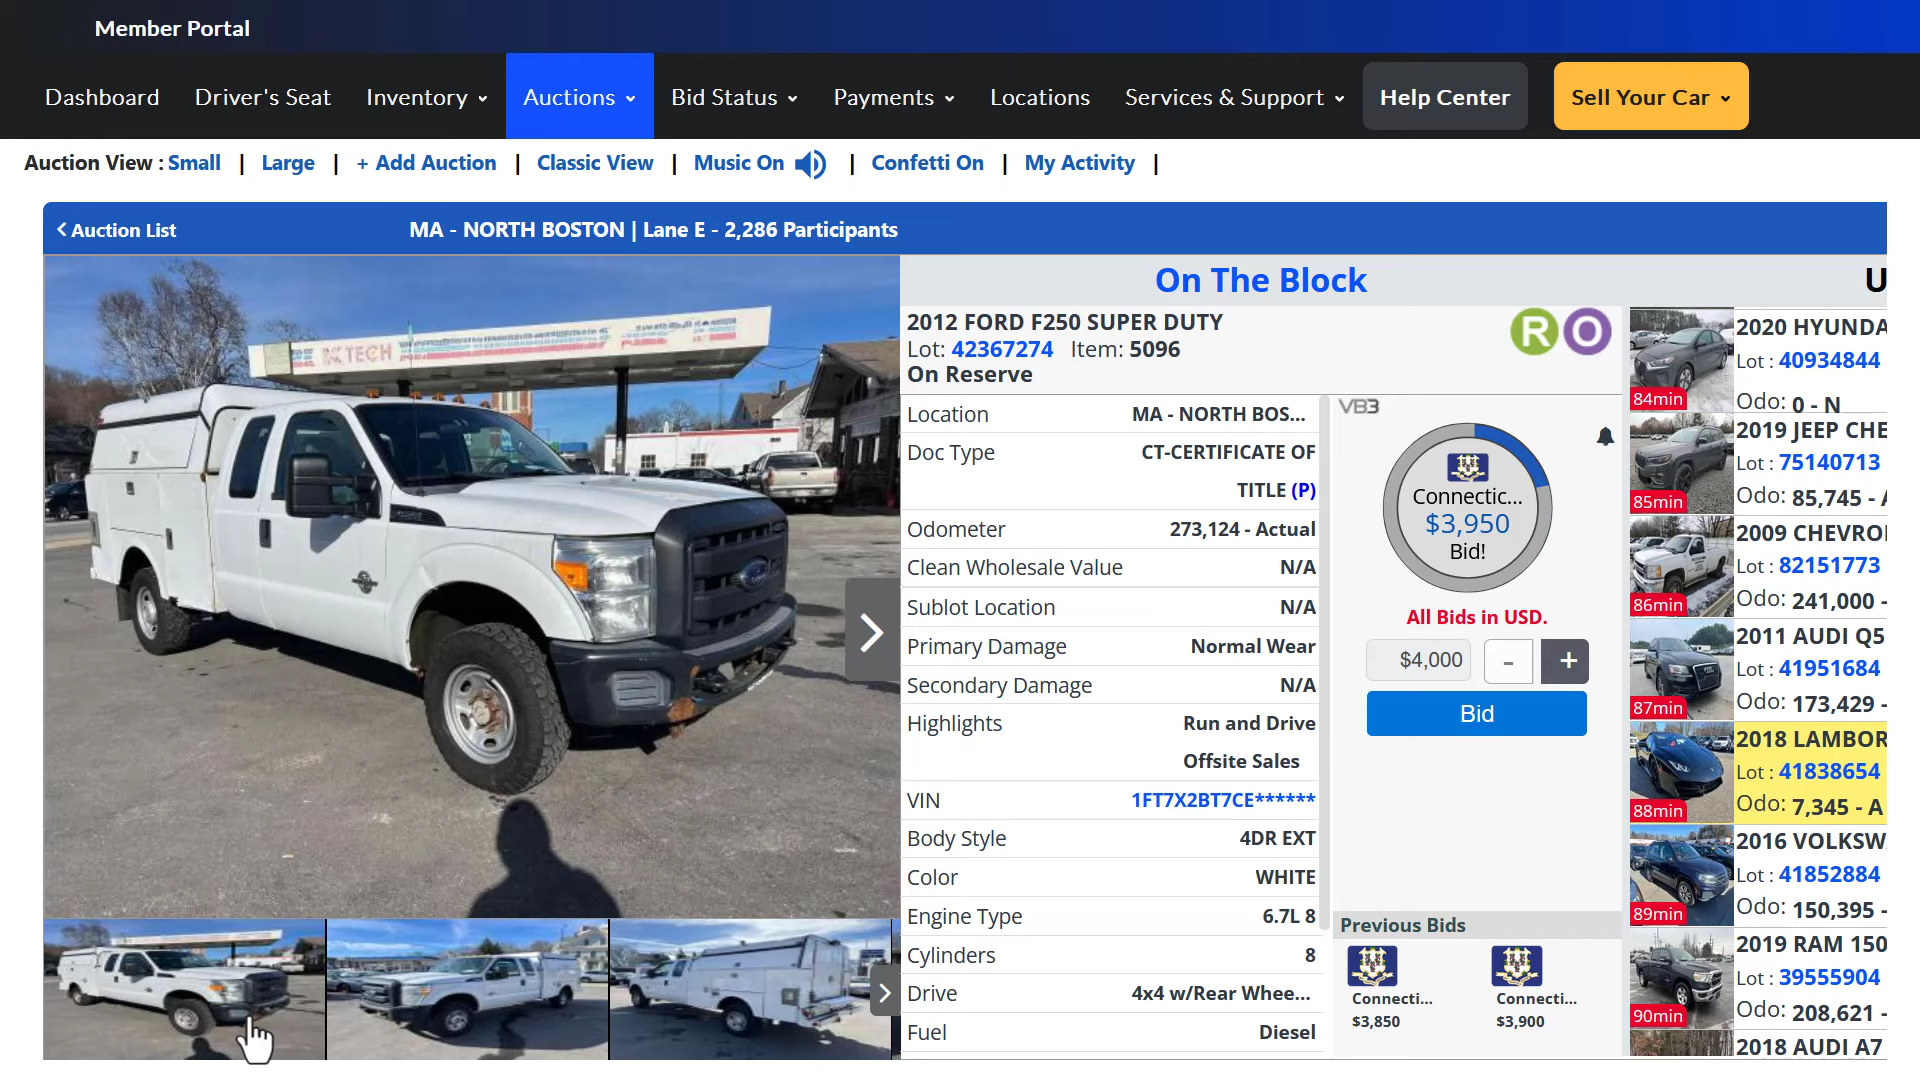 Member Portal
Dashboard Driver's Seat Inventory Auctions Bid Status Payments Locations Services & Support Help Center Sell Your Car
Auction View : Small | Large | + Add Auction | Classic View | Music On | Confetti On | My Activity |
Auction List
MA - NORTH BOSTON | Lane E - 2,286 Participants
K TECH
On The Block
2012 FORD F250 SUPER DUTY
Lot: 42367274 Item: 5096
On Reserve
R O
Location MA - NORTH BOS...
Doc Type CT-CERTIFICATE OF
TITLE (P)
Odometer 273,124 - Actual
Clean Wholesale Value N/A
Sublot Location N/A
Primary Damage Normal Wear
Secondary Damage N/A
Highlights Run and Drive
Offsite Sales
VIN 1FT7X2BT7CE******
Body Style 4DR EXT
Color WHITE
Engine Type 6.7L 8
Cylinders 8
Drive 4x4 w/Rear Whee...
Fuel Diesel
VB3
Connectic...
$3,950
Bid!
All Bids in USD.
$4,000 - +
Bid
Previous Bids
Connecti... Connecti...
$3,850 $3,900
U
2020 HYUNDA
Lot : 40934844
84min
Odo: 0 - N
2019 JEEP CHE
Lot : 75140713
85min
Odo: 85,745 - A
2009 CHEVROL
Lot : 82151773
86min
Odo: 241,000 -
2011 AUDI Q5
Lot : 41951684
87min
Odo: 173,429 -
2018 LAMBOR
Lot : 41838654
88min
Odo: 7,345 - A
2016 VOLKSW
Lot : 41852884
89min
Odo: 150,395 -
2019 RAM 150
Lot : 39555904
90min
Odo: 208,621 -
2018 AUDI A7